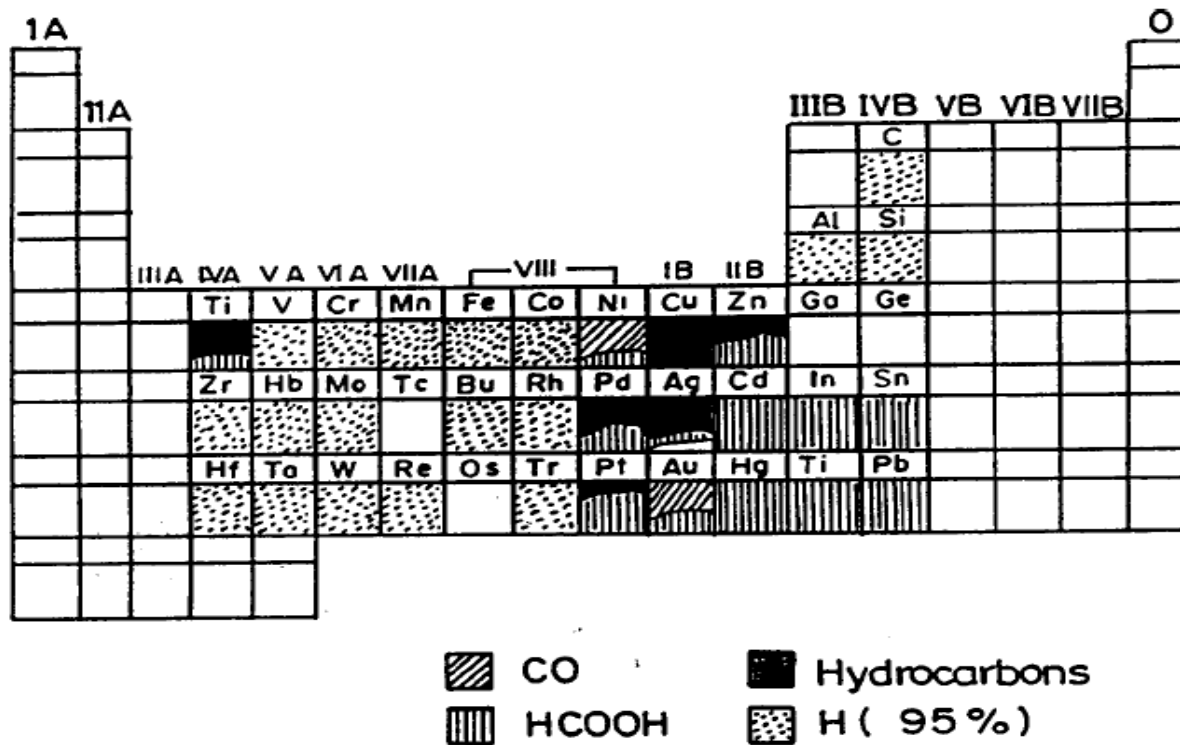 1A O
11A IIIB IVB VB VIB VIIB
C
Al Si
IIIA IVA VA VIA VIIA VIII IB IIB
Ti V Cr Mn Fe Co Ni Cu Zn Ga Ge
Zr Hb Mo Tc Bu Rh Pd Ag Cd In Sn
Hf Ta W Re Os Tr Pt Au Hg Ti Pb
CO Hydrocarbons
HCOOH H ( 95%)